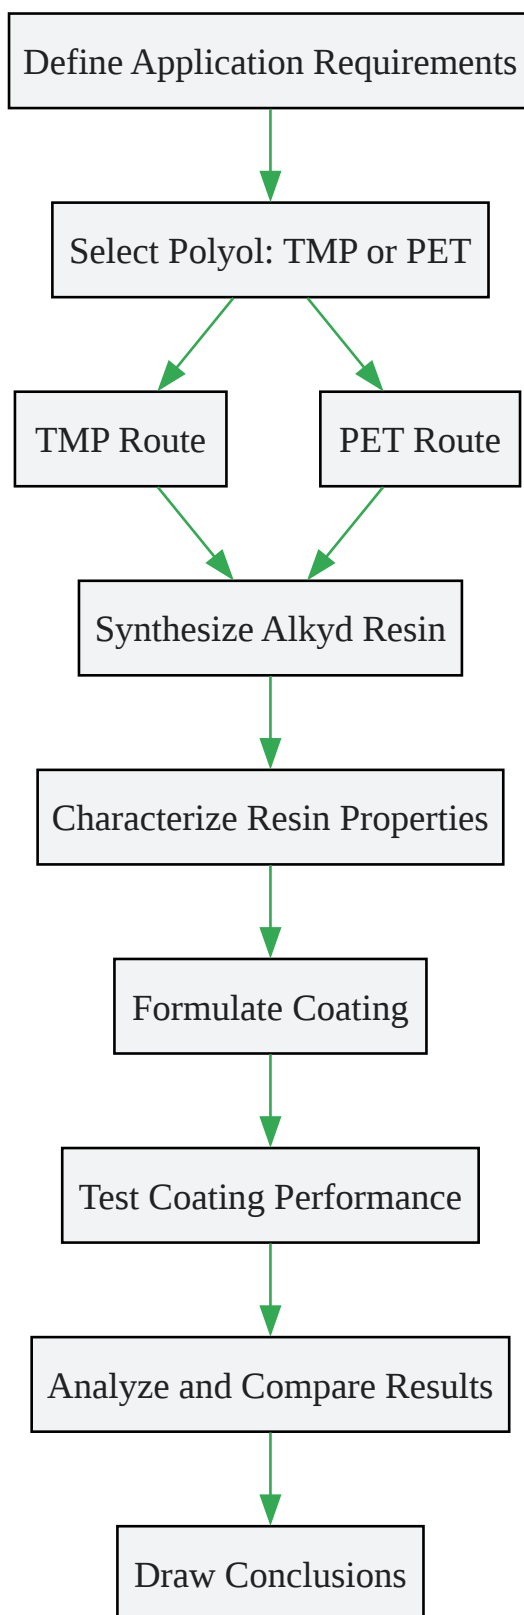 Define Application Requirements
Select Polyol: TMP or PET
TMP Route
PET Route
Synthesize Alkyd Resin
Characterize Resin Properties
Formulate Coating
Test Coating Performance
Analyze and Compare Results
Draw Conclusions